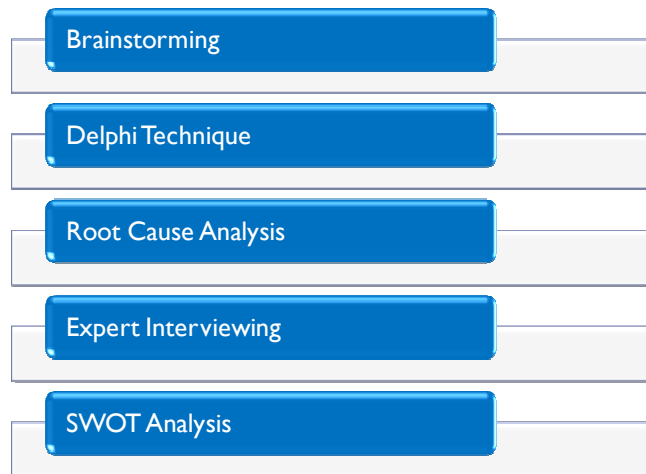 Brainstorming
Delphi Technique
Root Cause Analysis
Expert Interviewing
SWOT Analysis